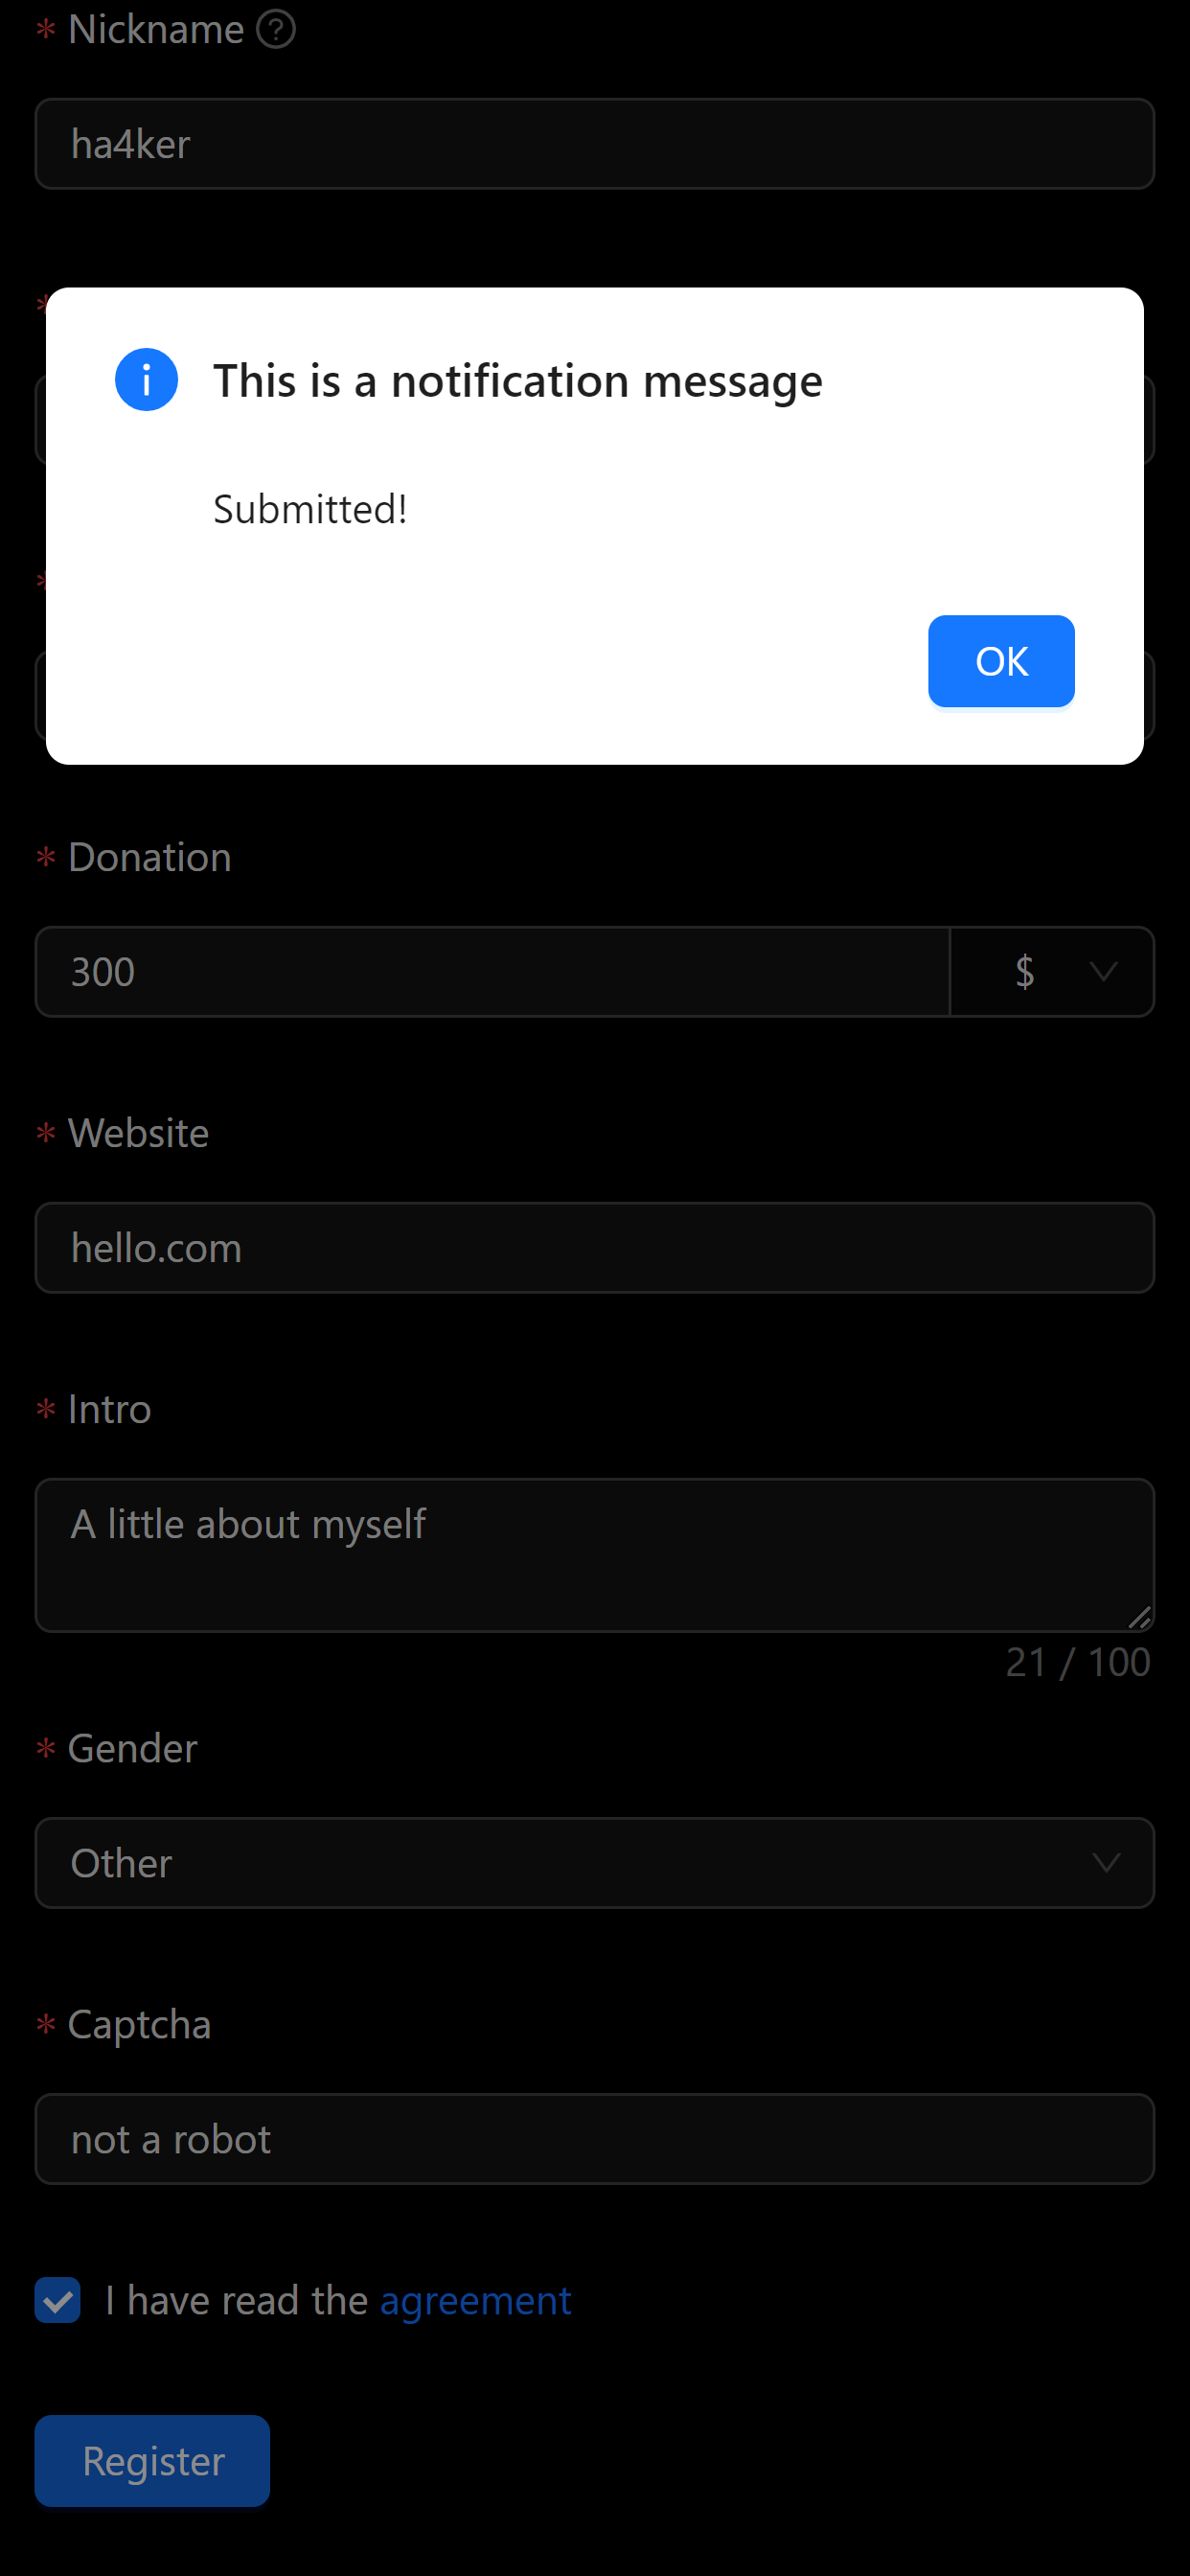 * Nickname ?
ha4ker
*
This is a notification message
Submitted!
*
OK
* Donation
300 $
* Website
hello.com
* Intro
A little about myself
21 / 100
* Gender
Other
* Captcha
not a robot
I have read the agreement
Register